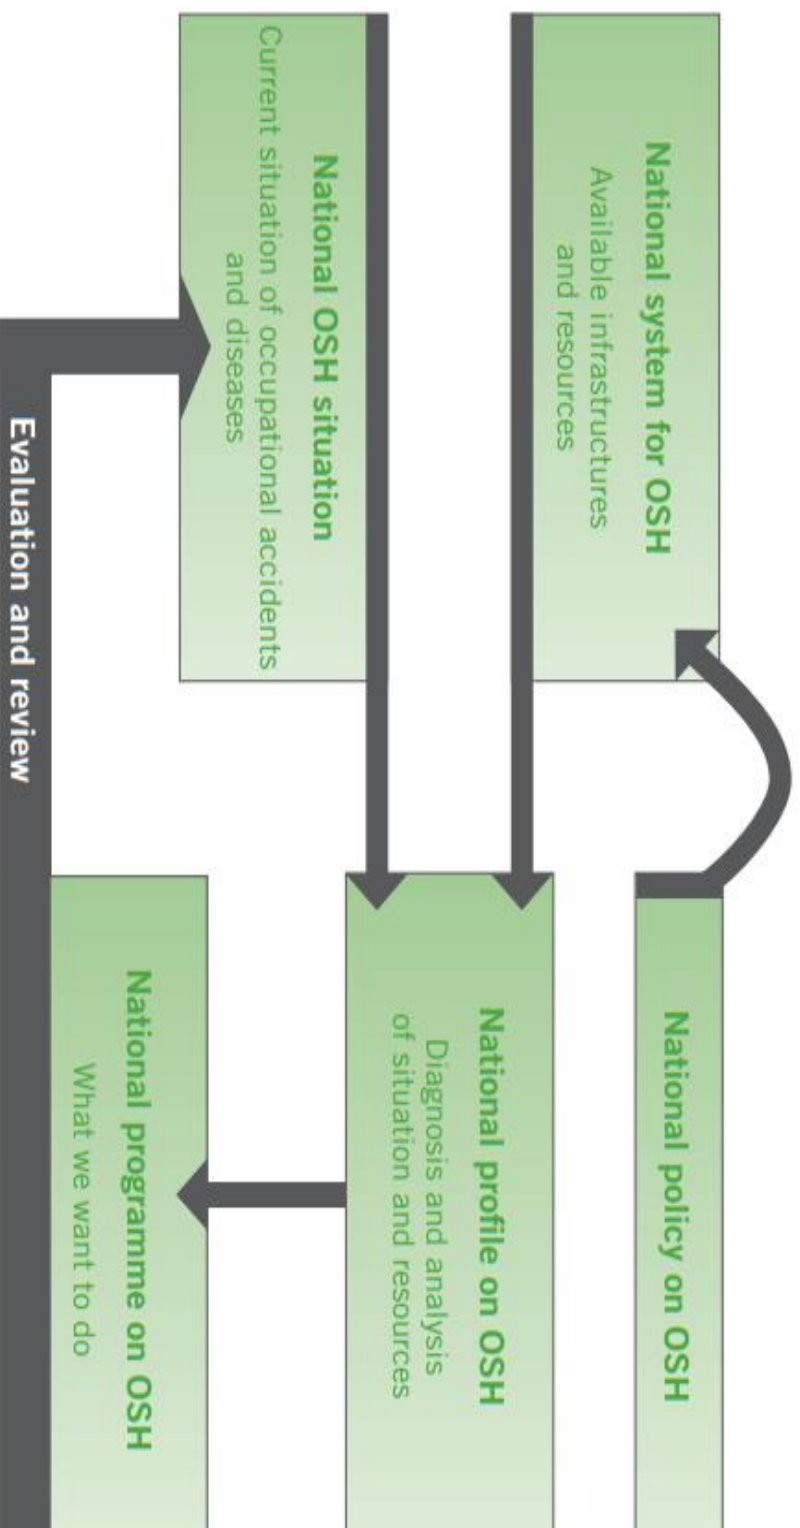 National policy on OSH
National system for OSH
Available infrastructures
and resources
National profile on OSH
Diagnosis and analysis
of situation and resources
National OSH situation
Current situation of occupational accidents
and diseases
National programme on OSH
What we want to do
Evaluation and review